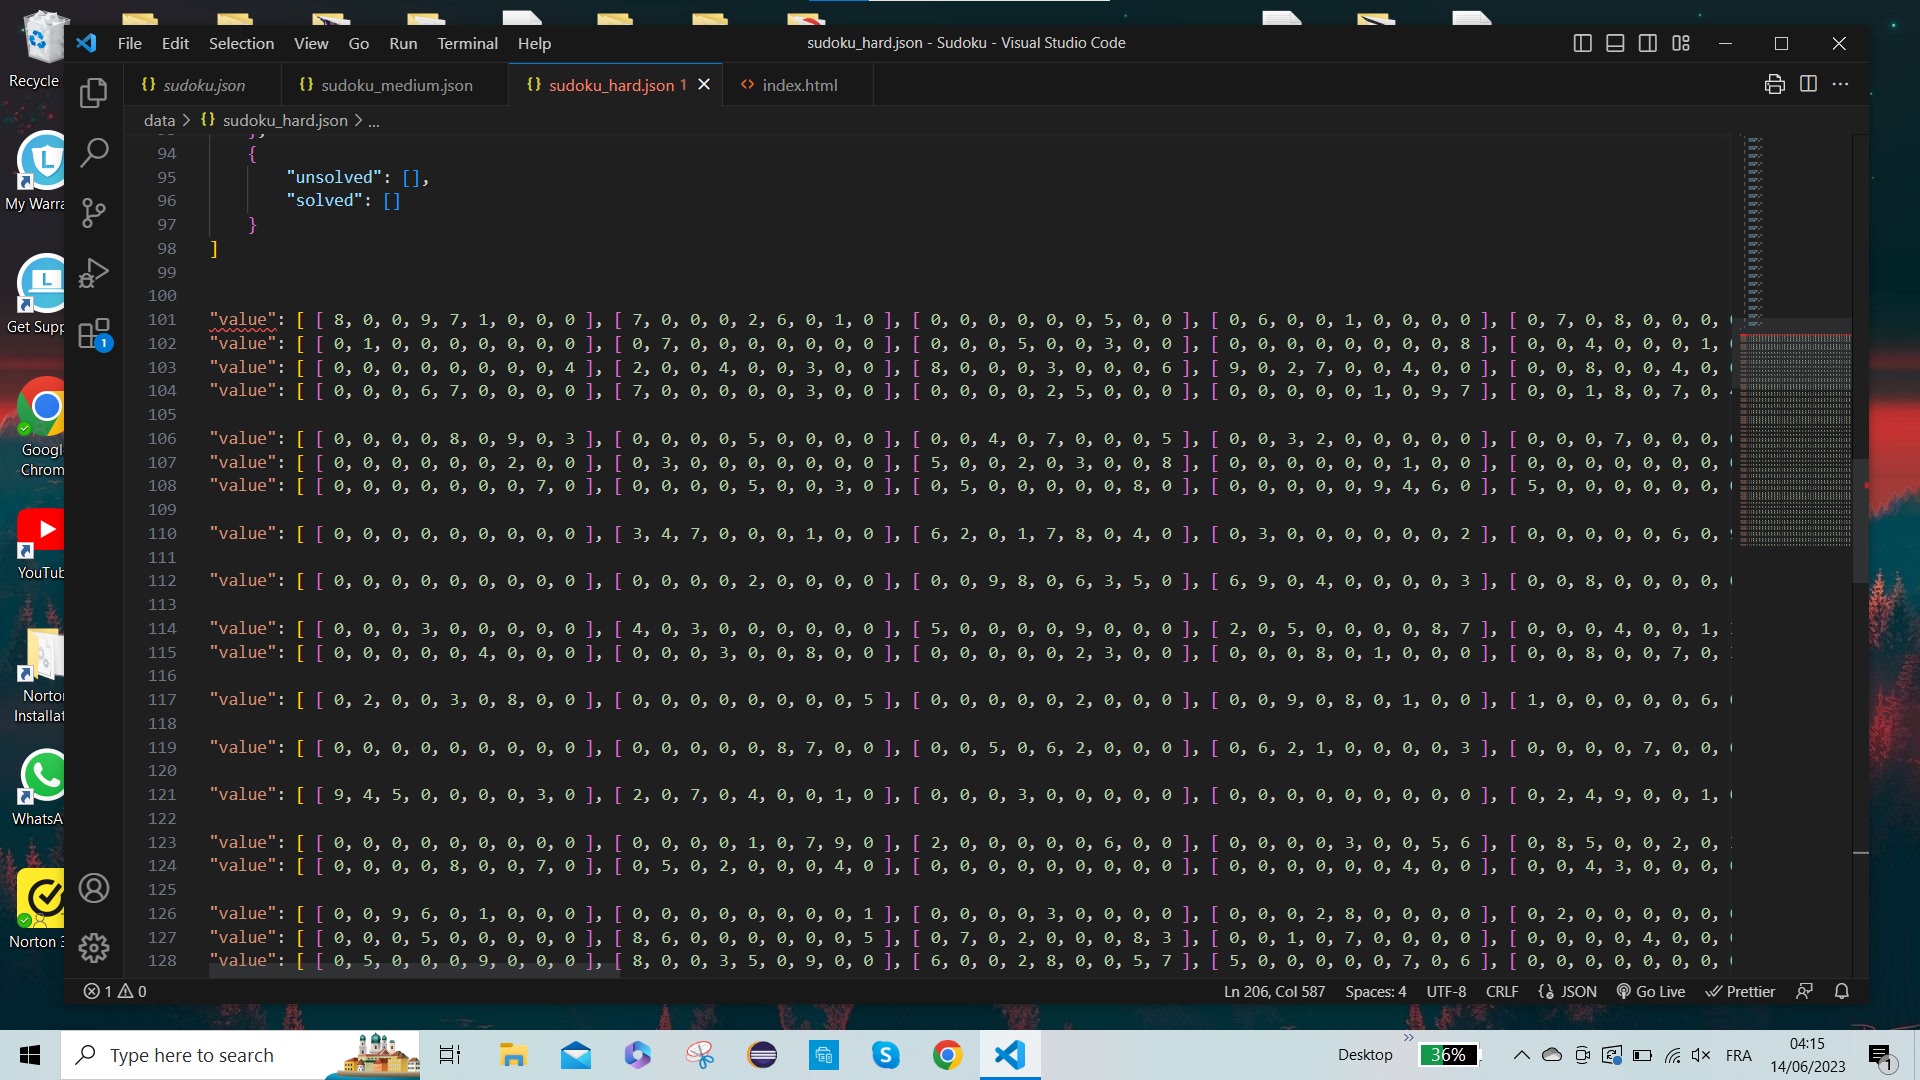 File Edit Selection View Go Run Terminal Help
sudoku_hard.json - Sudoku - Visual Studio Code
{} sudoku.json {} sudoku_medium.json {} sudoku_hard.json 1 <> index.html
data > {} sudoku_hard.json > ...
94 {
95 "unsolved": [],
96 "solved": []
97 }
98 ]
99
100
101 "value": [ [ 8, 0, 0, 9, 7, 1, 0, 0, 0 ], [ 7, 0, 0, 0, 2, 6, 0, 1, 0 ], [ 0, 0, 0, 0, 0, 0, 5, 0, 0 ], [ 0, 6, 0, 0, 1, 0, 0, 0, 0 ], [ 0, 7, 0, 8, 0, 0, 0, 0,
102 "value": [ [ 0, 1, 0, 0, 0, 0, 0, 0, 0 ], [ 0, 7, 0, 0, 0, 0, 0, 0, 0 ], [ 0, 0, 0, 5, 0, 0, 3, 0, 0 ], [ 0, 0, 0, 0, 0, 0, 0, 0, 8 ], [ 0, 0, 4, 0, 0, 0, 1,
103 "value": [ [ 0, 0, 0, 0, 0, 0, 0, 0, 4 ], [ 2, 0, 0, 4, 0, 0, 3, 0, 0 ], [ 8, 0, 0, 0, 3, 0, 0, 0, 6 ], [ 9, 0, 2, 7, 0, 0, 4, 0, 0 ], [ 0, 0, 8, 0, 0, 4, 0,
104 "value": [ [ 0, 0, 0, 6, 7, 0, 0, 0, 0 ], [ 7, 0, 0, 0, 0, 0, 3, 0, 0 ], [ 0, 0, 0, 0, 2, 5, 0, 0, 0 ], [ 0, 0, 0, 0, 0, 1, 0, 9, 7 ], [ 0, 0, 1, 8, 0, 7, 0,
105
106 "value": [ [ 0, 0, 0, 0, 8, 0, 9, 0, 3 ], [ 0, 0, 0, 0, 5, 0, 0, 0, 0 ], [ 0, 0, 4, 0, 7, 0, 0, 0, 5 ], [ 0, 0, 3, 2, 0, 0, 0, 0, 0 ], [ 0, 0, 0, 7, 0, 0, 0,
107 "value": [ [ 0, 0, 0, 0, 0, 0, 2, 0, 0 ], [ 0, 3, 0, 0, 0, 0, 0, 0, 0 ], [ 5, 0, 0, 2, 0, 3, 0, 0, 8 ], [ 0, 0, 0, 0, 0, 0, 1, 0, 0 ], [ 0, 0, 0, 0, 0, 0, 0,
108 "value": [ [ 0, 0, 0, 0, 0, 0, 0, 7, 0 ], [ 0, 0, 0, 0, 5, 0, 0, 3, 0 ], [ 0, 5, 0, 0, 0, 0, 0, 8, 0 ], [ 0, 0, 0, 0, 0, 9, 4, 6, 0 ], [ 5, 0, 0, 0, 0, 0, 0,
109
110 "value": [ [ 0, 0, 0, 0, 0, 0, 0, 0, 0 ], [ 3, 4, 7, 0, 0, 0, 1, 0, 0 ], [ 6, 2, 0, 1, 7, 8, 0, 4, 0 ], [ 0, 3, 0, 0, 0, 0, 0, 0, 2 ], [ 0, 0, 0, 0, 0, 6, 0,
111
112 "value": [ [ 0, 0, 0, 0, 0, 0, 0, 0, 0 ], [ 0, 0, 0, 0, 2, 0, 0, 0, 0 ], [ 0, 0, 9, 8, 0, 6, 3, 5, 0 ], [ 6, 9, 0, 4, 0, 0, 0, 0, 3 ], [ 0, 0, 8, 0, 0, 0, 0,
113
114 "value": [ [ 0, 0, 0, 3, 0, 0, 0, 0, 0 ], [ 4, 0, 3, 0, 0, 0, 0, 0, 0 ], [ 5, 0, 0, 0, 0, 9, 0, 0, 0 ], [ 2, 0, 5, 0, 0, 0, 0, 8, 7 ], [ 0, 0, 0, 4, 0, 0, 1,
115 "value": [ [ 0, 0, 0, 0, 0, 4, 0, 0, 0 ], [ 0, 0, 0, 3, 0, 0, 8, 0, 0 ], [ 0, 0, 0, 0, 0, 2, 3, 0, 0 ], [ 0, 0, 0, 8, 0, 1, 0, 0, 0 ], [ 0, 0, 8, 0, 0, 7, 0,
116
117 "value": [ [ 0, 2, 0, 0, 3, 0, 8, 0, 0 ], [ 0, 0, 0, 0, 0, 0, 0, 0, 5 ], [ 0, 0, 0, 0, 0, 2, 0, 0, 0 ], [ 0, 0, 9, 0, 8, 0, 1, 0, 0 ], [ 1, 0, 0, 0, 0, 0, 6,
118
119 "value": [ [ 0, 0, 0, 0, 0, 0, 0, 0, 0 ], [ 0, 0, 0, 0, 0, 8, 7, 0, 0 ], [ 0, 0, 5, 0, 6, 2, 0, 0, 0 ], [ 0, 6, 2, 1, 0, 0, 0, 0, 3 ], [ 0, 0, 0, 0, 7, 0, 0,
120
121 "value": [ [ 9, 4, 5, 0, 0, 0, 0, 3, 0 ], [ 2, 0, 7, 0, 4, 0, 0, 1, 0 ], [ 0, 0, 0, 3, 0, 0, 0, 0, 0 ], [ 0, 0, 0, 0, 0, 0, 0, 0, 0 ], [ 0, 2, 4, 9, 0, 0, 1,
122
123 "value": [ [ 0, 0, 0, 0, 0, 0, 0, 0, 0 ], [ 0, 0, 0, 0, 1, 0, 7, 9, 0 ], [ 2, 0, 0, 0, 0, 0, 6, 0, 0 ], [ 0, 0, 0, 0, 3, 0, 0, 5, 6 ], [ 0, 8, 5, 0, 0, 2, 0,
124 "value": [ [ 0, 0, 0, 0, 8, 0, 0, 7, 0 ], [ 0, 5, 0, 2, 0, 0, 0, 4, 0 ], [ 0, 0, 0, 0, 0, 0, 0, 0, 0 ], [ 0, 0, 0, 0, 0, 0, 4, 0, 0 ], [ 0, 0, 4, 3, 0, 0, 0,
125
126 "value": [ [ 0, 0, 9, 6, 0, 1, 0, 0, 0 ], [ 0, 0, 0, 0, 0, 0, 0, 0, 1 ], [ 0, 0, 0, 0, 3, 0, 0, 0, 0 ], [ 0, 0, 0, 2, 8, 0, 0, 0, 0 ], [ 0, 2, 0, 0, 0, 0, 0,
127 "value": [ [ 0, 0, 0, 5, 0, 0, 0, 0, 0 ], [ 8, 6, 0, 0, 0, 0, 0, 0, 5 ], [ 0, 7, 0, 2, 0, 0, 0, 8, 3 ], [ 0, 0, 1, 0, 7, 0, 0, 0, 0 ], [ 0, 0, 0, 0, 4, 0, 0,
128 "value": [ [ 0, 5, 0, 0, 0, 9, 0, 0, 0 ], [ 8, 0, 0, 3, 5, 0, 9, 0, 0 ], [ 6, 0, 0, 2, 8, 0, 0, 5, 7 ], [ 5, 0, 0, 0, 0, 0, 7, 0, 6 ], [ 0, 0, 0, 0, 0, 0, 0,
1 0 Ln 206, Col 587 Spaces: 4 UTF-8 CRLF {} JSON Go Live Prettier
Recycle
My Warra
Get Supp
Googl
Chrom
YouTub
Norton
Installat
WhatsA
Norton 3
1
Type here to search
Desktop
36%
FRA
04:15
14/06/2023
1